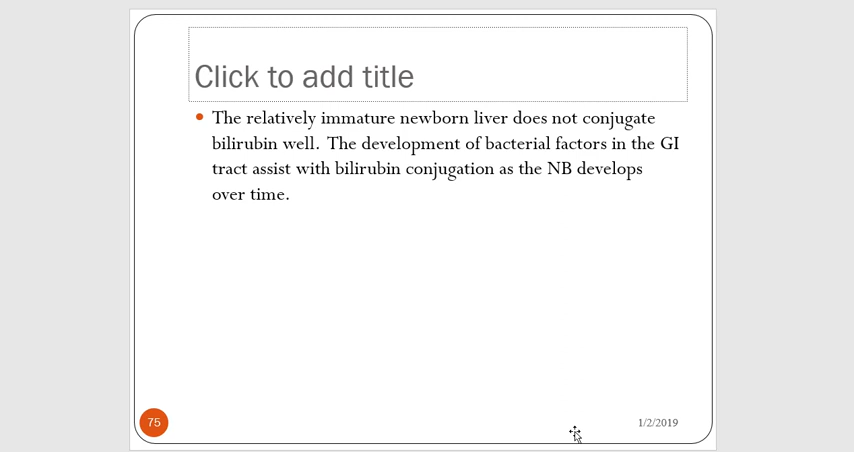 Click to add title
The relatively immature newborn liver does not conjugate
bilirubin well. The development of bacterial factors in the GI
tract assist with bilirubin conjugation as the NB develops
over time.
75
1/2/2019